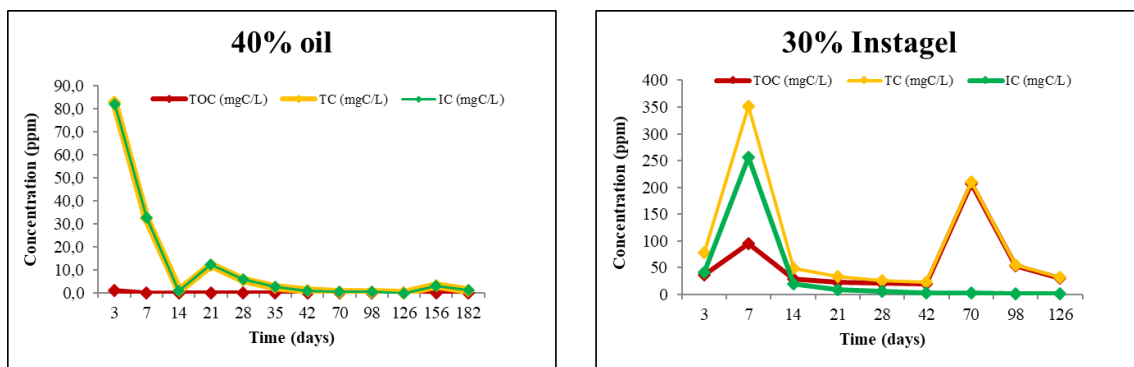 40% oil
TOC (mgC/L) TC (mgC/L) IC (mgC/L)
Concentration (ppm)
90,0
80,0
70,0
60,0
50,0
40,0
30,0
20,0
10,0
0,0
3 7 14 21 28 35 42 70 98 126 156 182
Time (days)
30% Instagel
TOC (mgC/L) TC (mgC/L) IC (mgC/L)
Concentration (ppm)
400
350
300
250
200
150
100
50
0
3 7 14 21 28 42 70 98 126
Time (days)